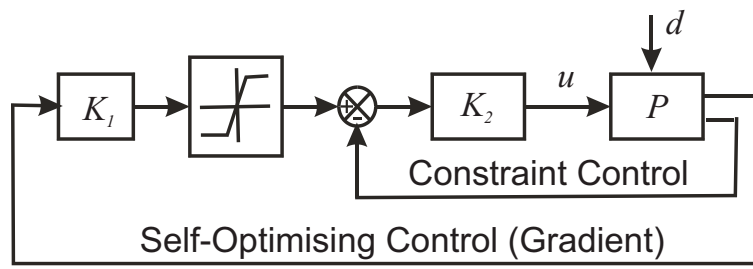 d
K₁
+
-
K₂
u
P
Constraint Control
Self-Optimising Control (Gradient)